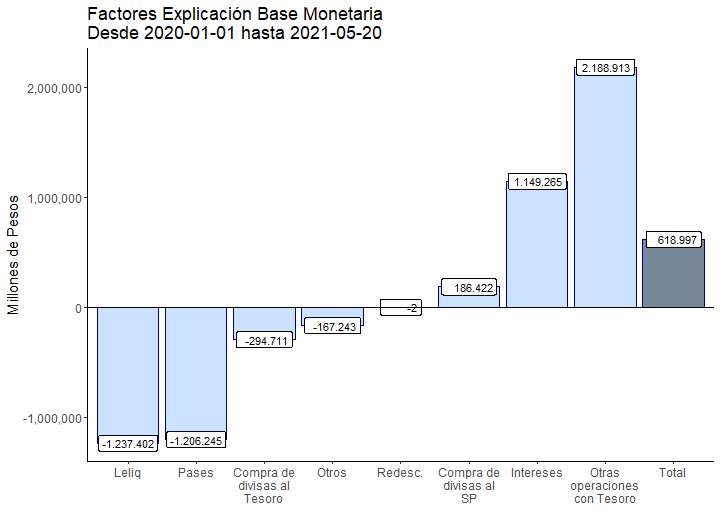 Factores Explicación Base Monetaria
Desde 2020-01-01 hasta 2021-05-20
Millones de Pesos
2,000,000
1,000,000
0
-1,000,000
-1.237.402
-1.206.245
-294.711
-167.243
-2
186.422
1.149.265
2.188.913
618.997
Leliq
Pases
Compra de
divisas al
Tesoro
Otros
Redesc.
Compra de
divisas al
SP
Intereses
Otras
operaciones
con Tesoro
Total